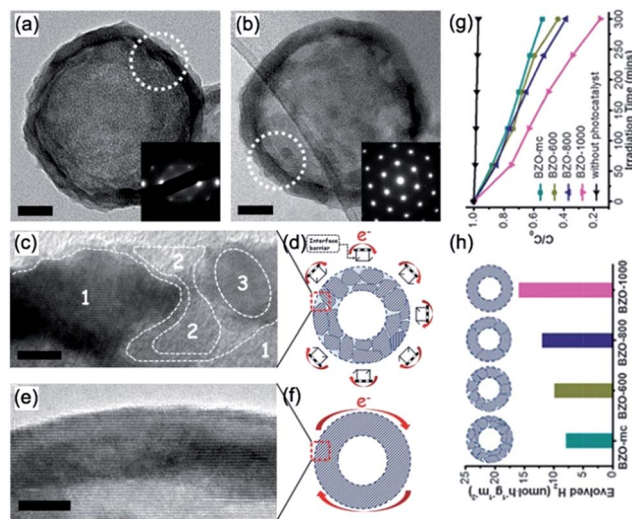 (a)
(b)
(c)
1
2
2
3
1
(d)
e-
Interface
barrier
(e)
(f)
e-
(g)
C/C°
1.0
0.8
0.6
0.4
0.2
0
50
100
150
200
250
300
Irradiation Time (mins)
BZO-mc
BZO-600
BZO-800
BZO-1000
without photocatalyst
(h)
Evolved H₂ (umol h⁻¹g⁻¹m⁻²)
0
5
10
15
20
25
BZO-mc
BZO-600
BZO-800
BZO-1000